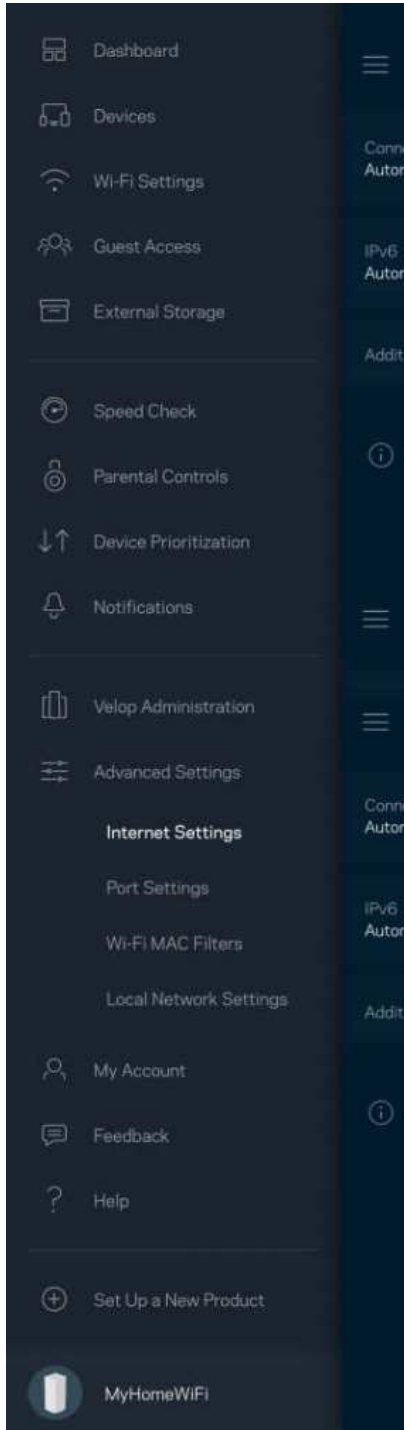 Dashboard
Devices
Wi-Fi Settings
Guest Access
External Storage
Speed Check
Parental Controls
Device Prioritization
Notifications
Velop Administration
Advanced Settings
Internet Settings
Port Settings
Wi-Fi MAC Filters
Local Network Settings
My Account
Feedback
Help
Set Up a New Product
MyHomeWiFi
IPv6
IPv6